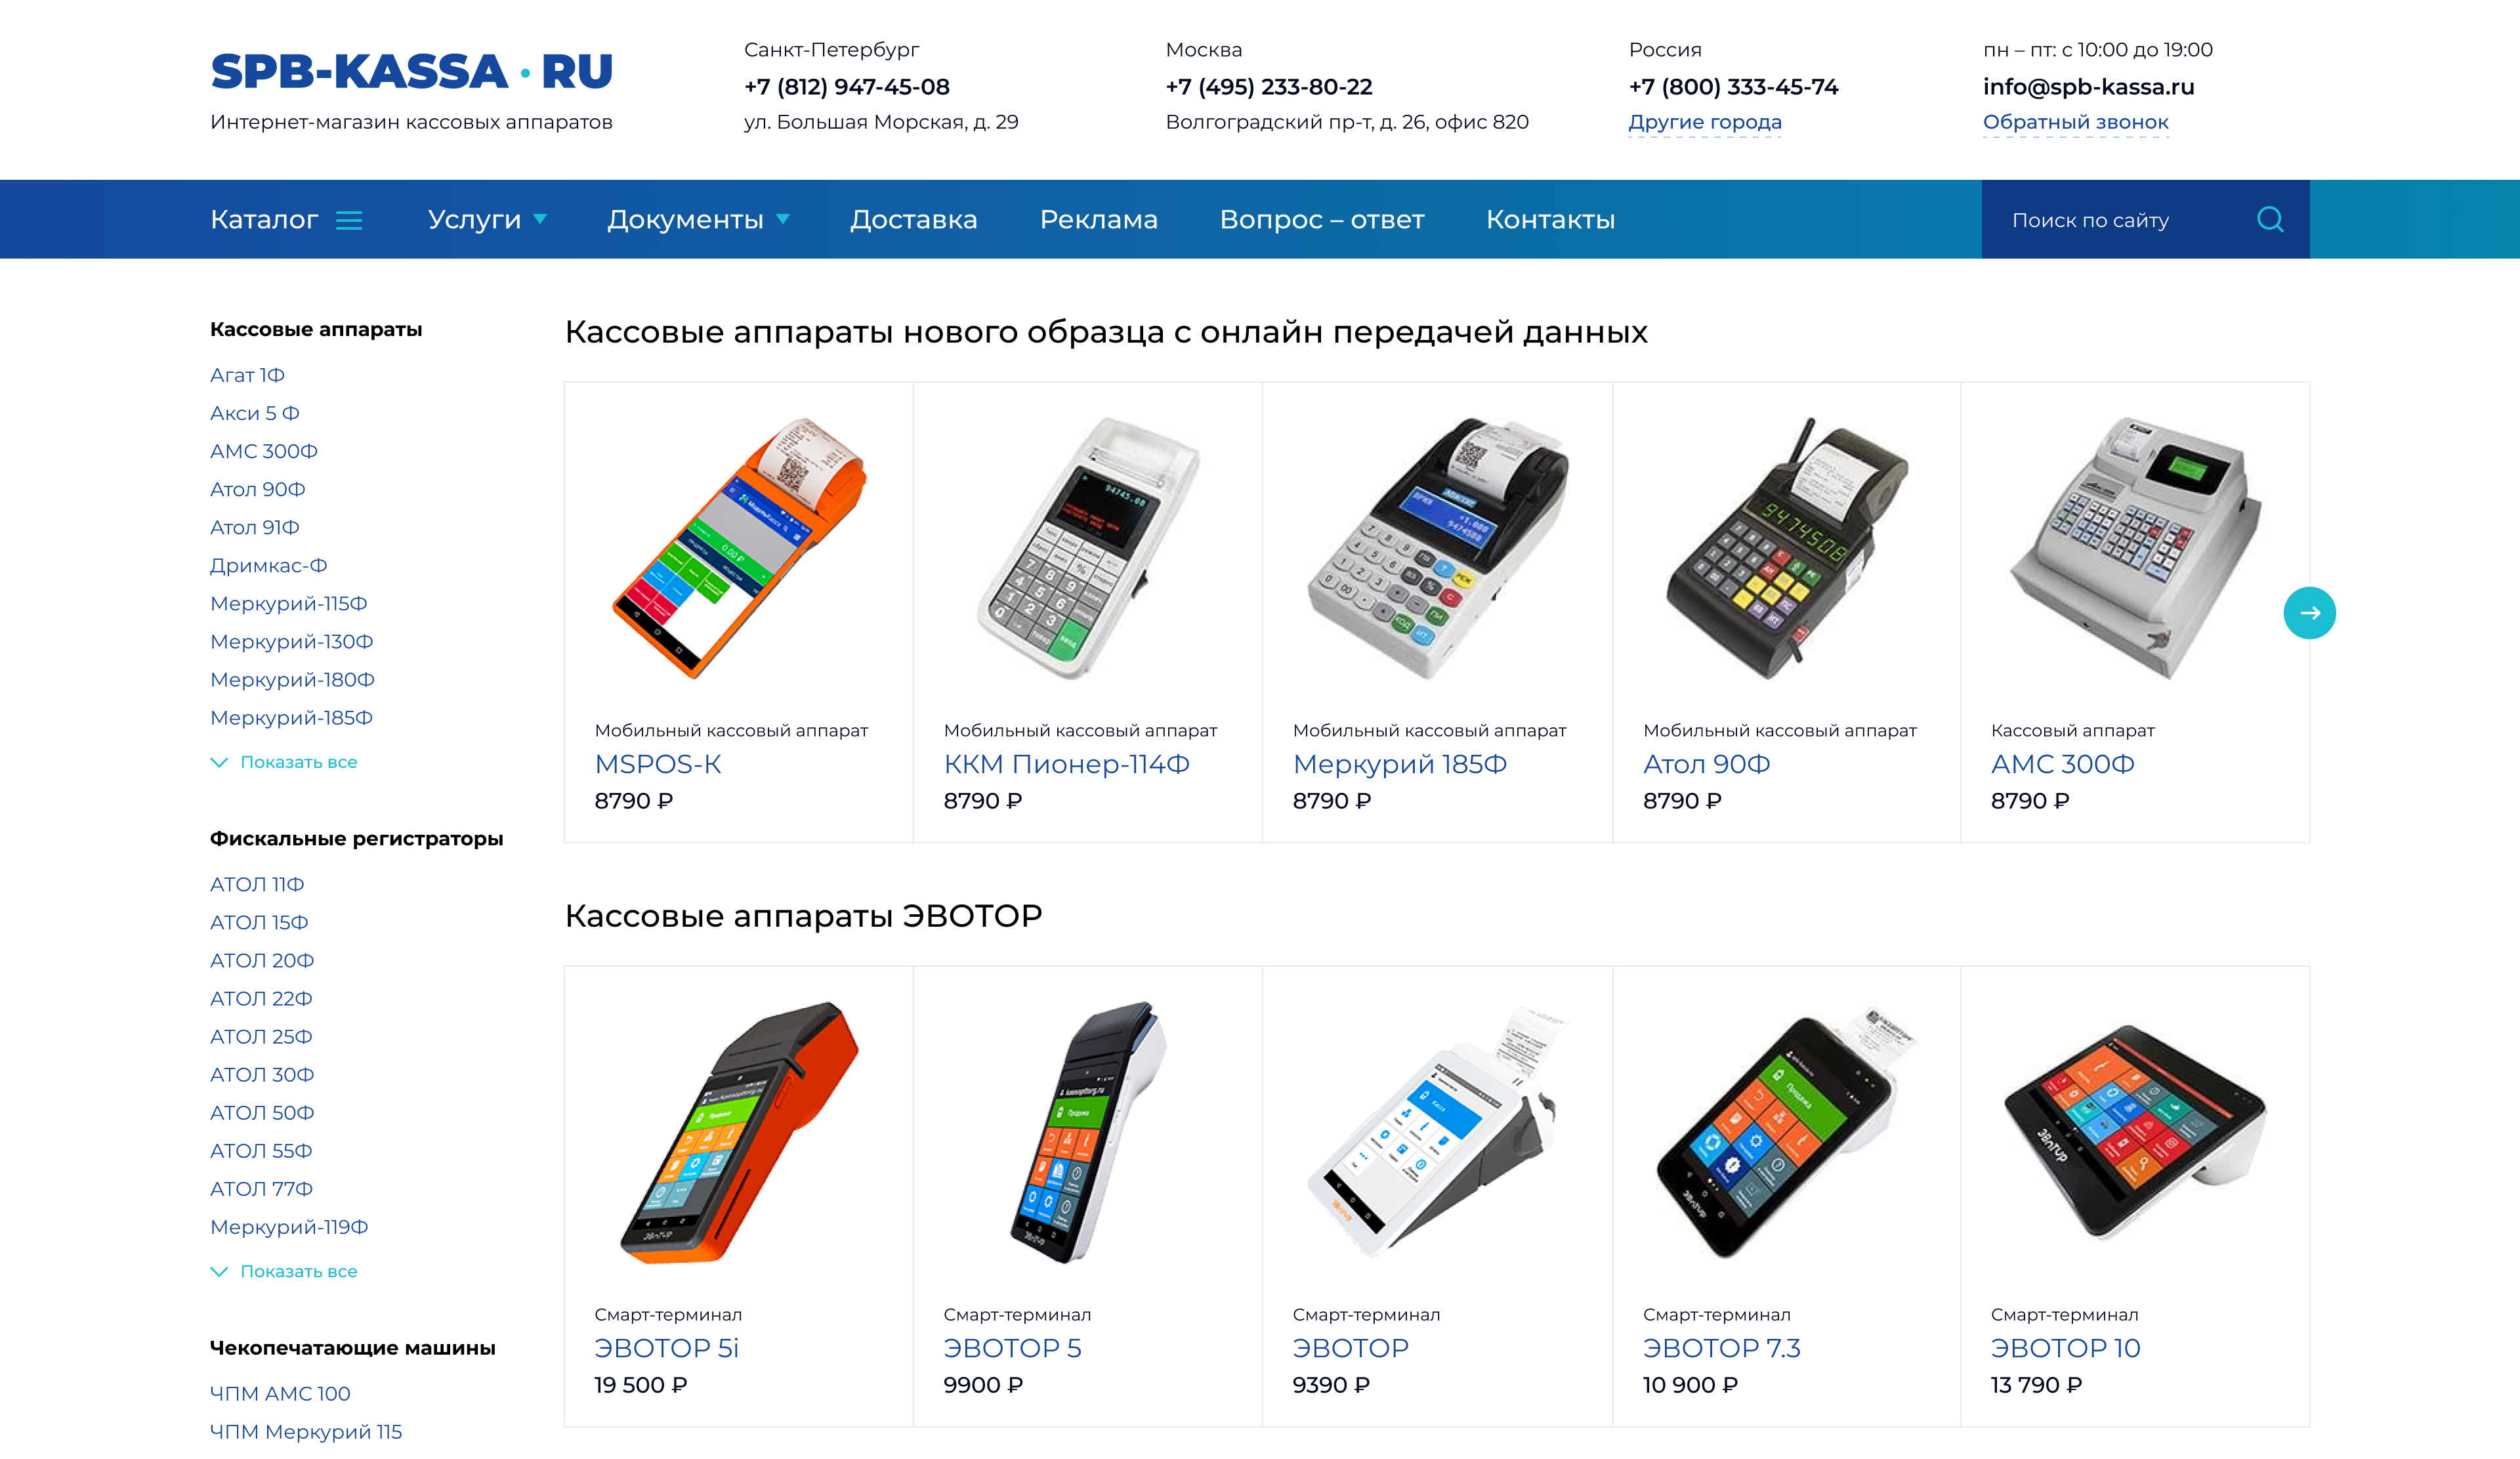 SPB-KASSA · RU
Интернет-магазин кассовых аппаратов
Санкт-Петербург
+7 (812) 947-45-08
ул. Большая Морская, д. 29
Москва
+7 (495) 233-80-22
Волгоградский пр-т, д. 26, офис 820
Россия
+7 (800) 333-45-74
Другие города
пн – пт: с 10:00 до 19:00
info@spb-kassa.ru
Обратный звонок
Каталог
Услуги
Документы
Доставка
Реклама
Вопрос – ответ
Контакты
Поиск по сайту
Кассовые аппараты
Агат 1Ф
Акси 5 Ф
АМС 300Ф
Атол 90Ф
Атол 91Ф
Дримкас-Ф
Меркурий-115Ф
Меркурий-130Ф
Меркурий-180Ф
Меркурий-185Ф
Показать все
Фискальные регистраторы
АТОЛ 11Ф
АТОЛ 15Ф
АТОЛ 20Ф
АТОЛ 22Ф
АТОЛ 25Ф
АТОЛ 30Ф
АТОЛ 50Ф
АТОЛ 55Ф
АТОЛ 77Ф
Меркурий-119Ф
Показать все
Чекопечатающие машины
ЧПМ АМС 100
ЧПМ Меркурий 115
Кассовые аппараты нового образца с онлайн передачей данных
Мобильный кассовый аппарат
MSPOS-К
8790 ₽
Мобильный кассовый аппарат
ККМ Пионер-114Ф
8790 ₽
Мобильный кассовый аппарат
Меркурий 185Ф
8790 ₽
Мобильный кассовый аппарат
Атол 90Ф
8790 ₽
Кассовый аппарат
АМС 300Ф
8790 ₽
Кассовые аппараты ЭВОТОР
Смарт-терминал
ЭВОТОР 5i
19 500 ₽
Смарт-терминал
ЭВОТОР 5
9900 ₽
Смарт-терминал
ЭВОТОР
9390 ₽
Смарт-терминал
ЭВОТОР 7.3
10 900 ₽
Смарт-терминал
ЭВОТОР 10
13 790 ₽